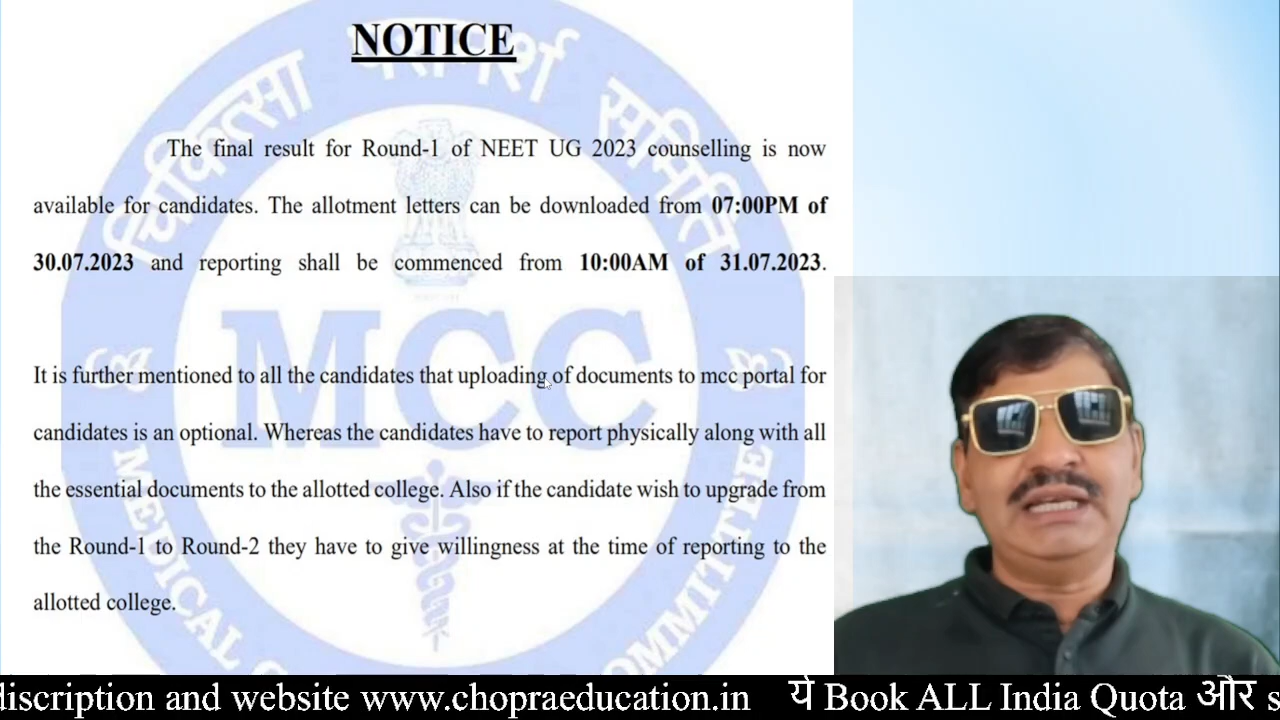 NOTICE
The final result for Round-1 of NEET UG 2023 counselling is now
available for candidates. The allotment letters can be downloaded from 07:00PM of
30.07.2023 and reporting shall be commenced from 10:00AM of 31.07.2023.
It is further mentioned to all the candidates that uploading of documents to mcc portal for
candidates is an optional. Whereas the candidates have to report physically along with all
the essential documents to the allotted college. Also if the candidate wish to upgrade from
the Round-1 to Round-2 they have to give willingness at the time of reporting to the
allotted college.
चिकित्सा परामर्श समिति
MCC
MEDICAL
COMMITTEE
discription and website www.chopraeducation.in ये Book ALL India Quota और s